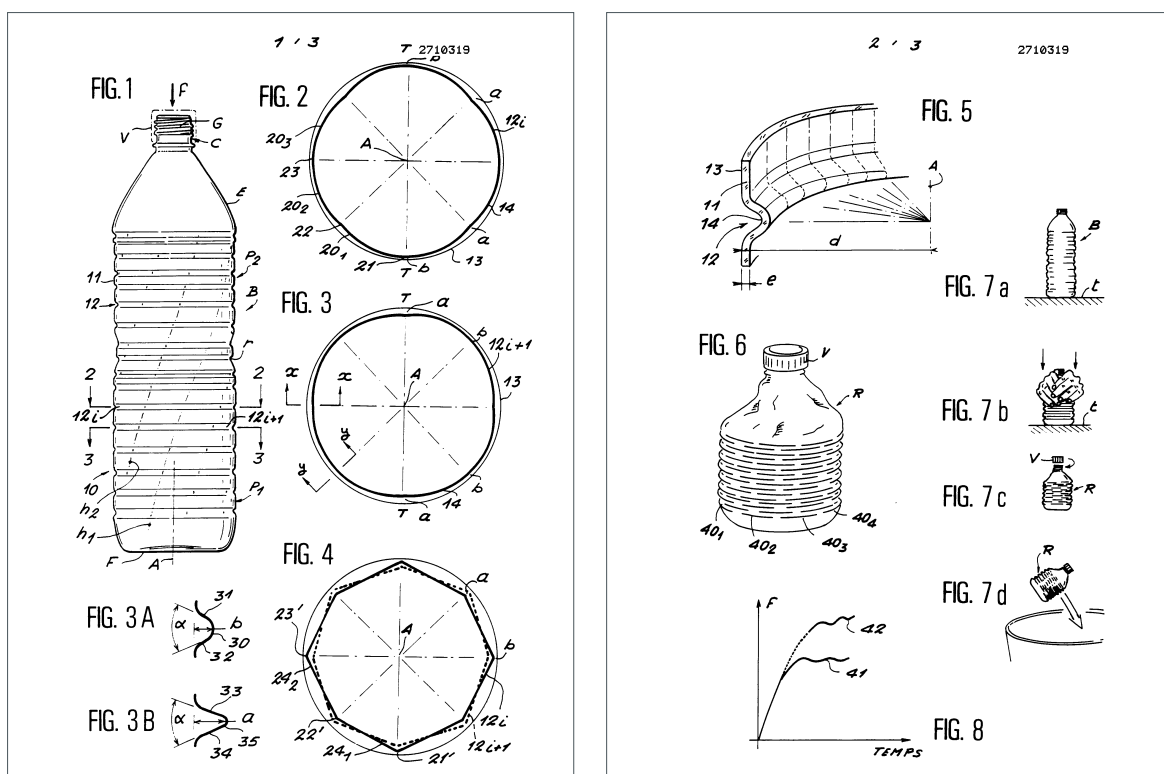 1 / 3
2710319
FIG.1
F
V
G
C
E
11
12
P2
B
r
2
2
12i
12i+1
3
3
10
P1
h2
h1
F
A
FIG. 2
T
b
a
12i
203
A
23
202
22
201
21
T
b
13
a
14
FIG. 3
T
a
b
12i+1
13
x
x
A
y
y
b
14
T
a
FIG. 3 A
31
α
b
30
32
FIG. 3 B
33
α
a
34
35
FIG. 4
23'
a
A
b
242
22'
12i
12i+1
241
21'
2 / 3
2710319
FIG. 5
13
11
14
12
A
d
e
FIG. 6
V
R
401
402
403
404
FIG. 7 a
B
t
FIG. 7 b
t
FIG. 7 c
V
R
FIG. 7 d
R
F
42
41
TEMPS
FIG. 8